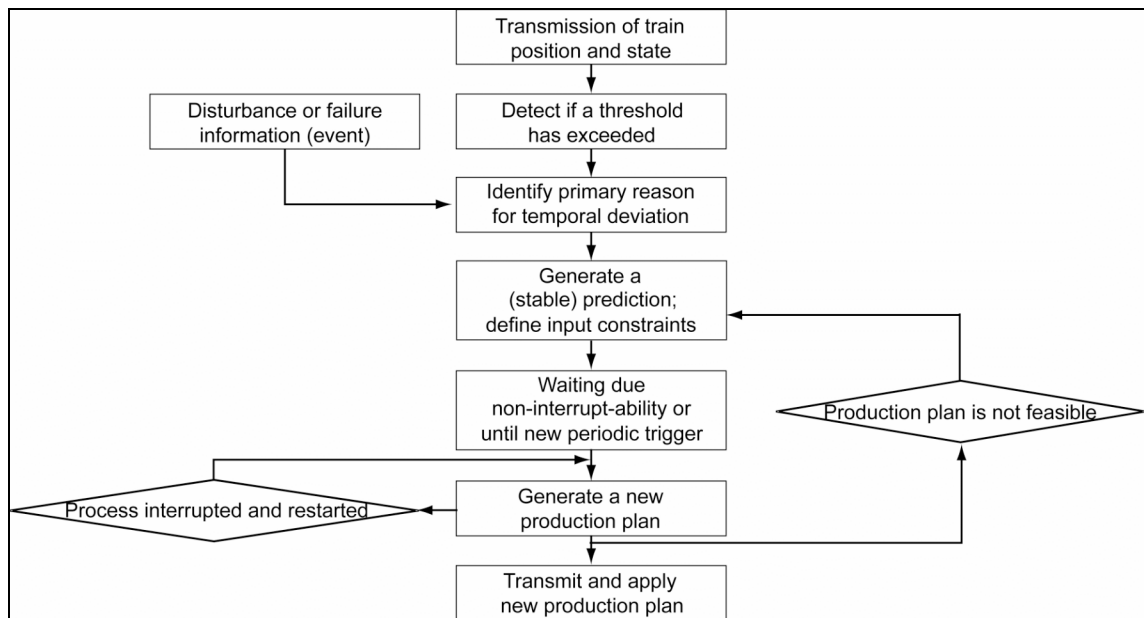 Transmission of train
position and state
Disturbance or failure
information (event)
Detect if a threshold
has exceeded
Identify primary reason
for temporal deviation
Generate a
(stable) prediction;
define input constraints
Waiting due
non-interrupt-ability or
until new periodic trigger
Production plan is not feasible
Process interrupted and restarted
Generate a new
production plan
Transmit and apply
new production plan